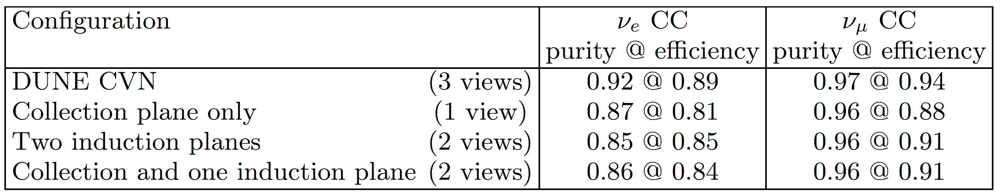 Configuration νe CC νμ CC
purity @ efficiency purity @ efficiency
DUNE CVN (3 views) 0.92 @ 0.89 0.97 @ 0.94
Collection plane only (1 view) 0.87 @ 0.81 0.96 @ 0.88
Two induction planes (2 views) 0.85 @ 0.85 0.96 @ 0.91
Collection and one induction plane (2 views) 0.86 @ 0.84 0.96 @ 0.91